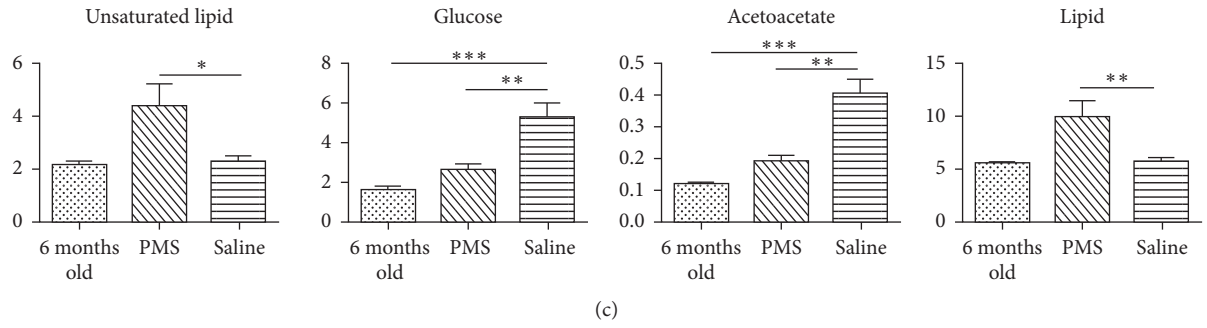 Unsaturated lipid
6
4
2
0
*
6 months
old
PMS
Saline
Glucose
8
6
4
2
0
***
**
6 months
old
PMS
Saline
Acetoacetate
0.5
0.4
0.3
0.2
0.1
0.0
***
**
6 months
old
PMS
Saline
Lipid
15
10
5
0
**
6 months
old
PMS
Saline
(c)